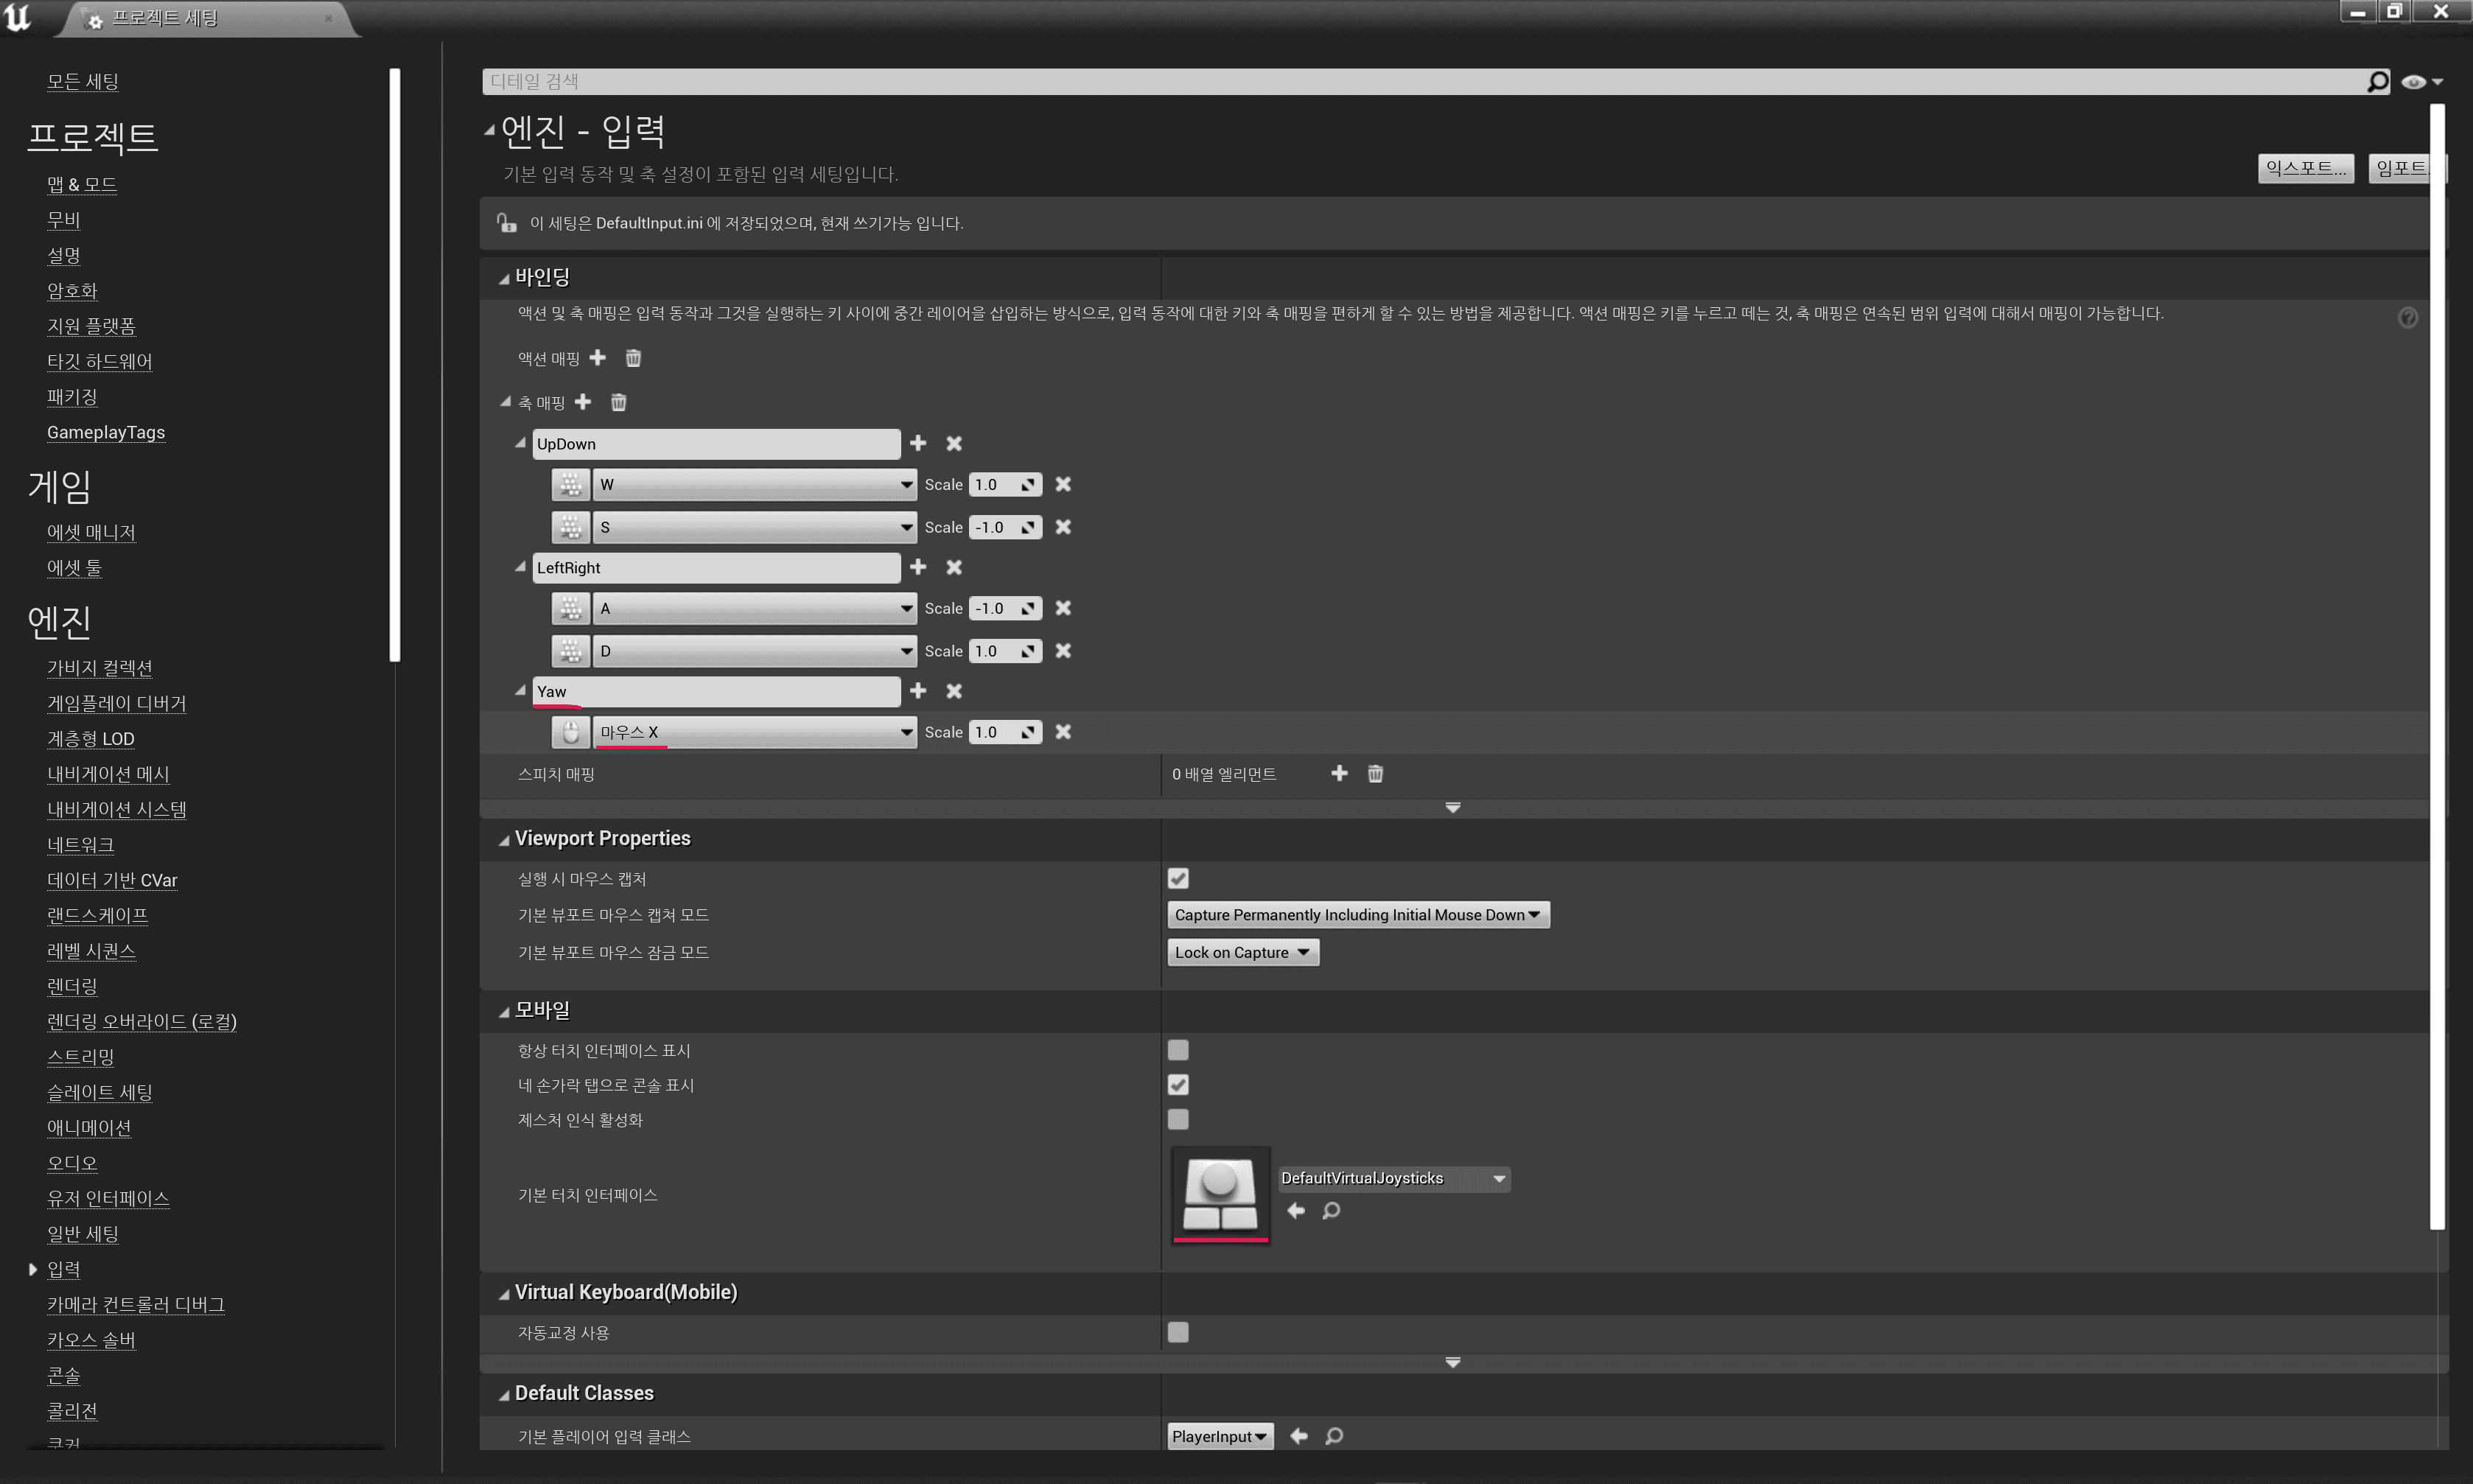 프로젝트 세팅
모든 세팅
프로젝트
맵 & 모드
무비
설명
암호화
지원 플랫폼
타깃 하드웨어
패키징
GameplayTags
게임
에셋 매니저
에셋 툴
엔진
가비지 컬렉션
게임플레이 디버거
계층형 LOD
내비게이션 메시
내비게이션 시스템
네트워크
데이터 기반 CVar
랜드스케이프
레벨 시퀀스
렌더링
렌더링 오버라이드 (로컬)
스트리밍
슬레이트 세팅
애니메이션
오디오
유저 인터페이스
일반 세팅
입력
카메라 컨트롤러 디버그
카오스 솔버
콘솔
콜리전
쿠커
디테일 검색
엔진 - 입력
기본 입력 동작 및 축 설정이 포함된 입력 세팅입니다.
익스포트...
임포트
이 세팅은 DefaultInput.ini 에 저장되었으며, 현재 쓰기가능 입니다.
바인딩
액션 및 축 매핑은 입력 동작과 그것을 실행하는 키 사이에 중간 레이어을 삽입하는 방식으로, 입력 동작에 대한 키와 축 매핑을 편하게 할 수 있는 방법을 제공합니다. 액션 매핑은 키를 누르고 떼는 것, 축 매핑은 연속된 범위 입력에 대해서 매핑이 가능합니다.
액션 매핑
축 매핑
UpDown
W Scale 1.0
S Scale -1.0
LeftRight
A Scale -1.0
D Scale 1.0
Yaw
마우스 X Scale 1.0
스피치 매핑 0 배열 엘리먼트
Viewport Properties
실행 시 마우스 캡처
기본 뷰포트 마우스 캡쳐 모드 Capture Permanently Including Initial Mouse Down
기본 뷰포트 마우스 잠금 모드 Lock on Capture
모바일
항상 터치 인터페이스 표시
네 손가락 탭으로 콘솔 표시
제스처 인식 활성화
기본 터치 인터페이스 DefaultVirtualJoysticks
Virtual Keyboard(Mobile)
자동교정 사용
Default Classes
기본 플레이어 입력 클래스 PlayerInput